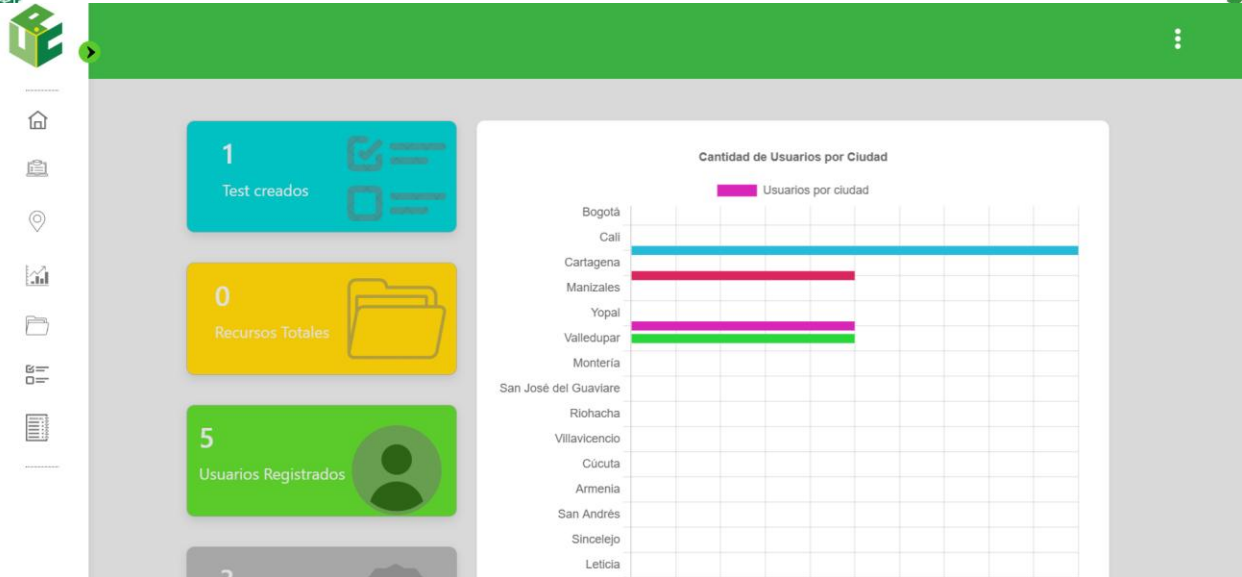 1
Test creados
0
Recursos Totales
5
Usuarios Registrados
Cantidad de Usuarios por Ciudad
Usuarios por ciudad
Bogotá
Cali
Cartagena
Manizales
Yopal
Valledupar
Montería
San José del Guaviare
Riohacha
Villavicencio
Cúcuta
Armenia
San Andrés
Sincelejo
Leticia